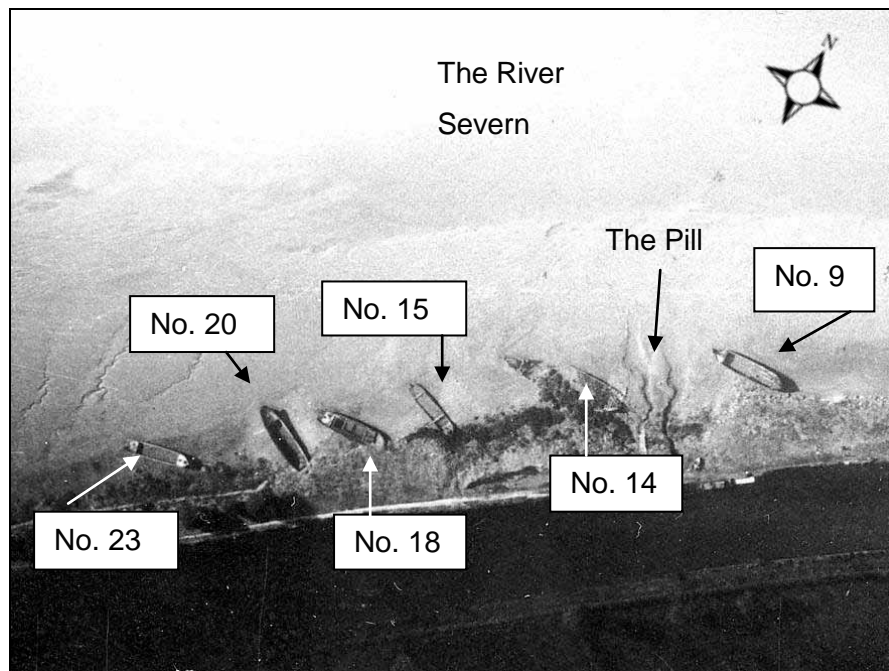 The River
Severn
N
The Pill
No. 9
No. 15
No. 20
No. 14
No. 23
No. 18